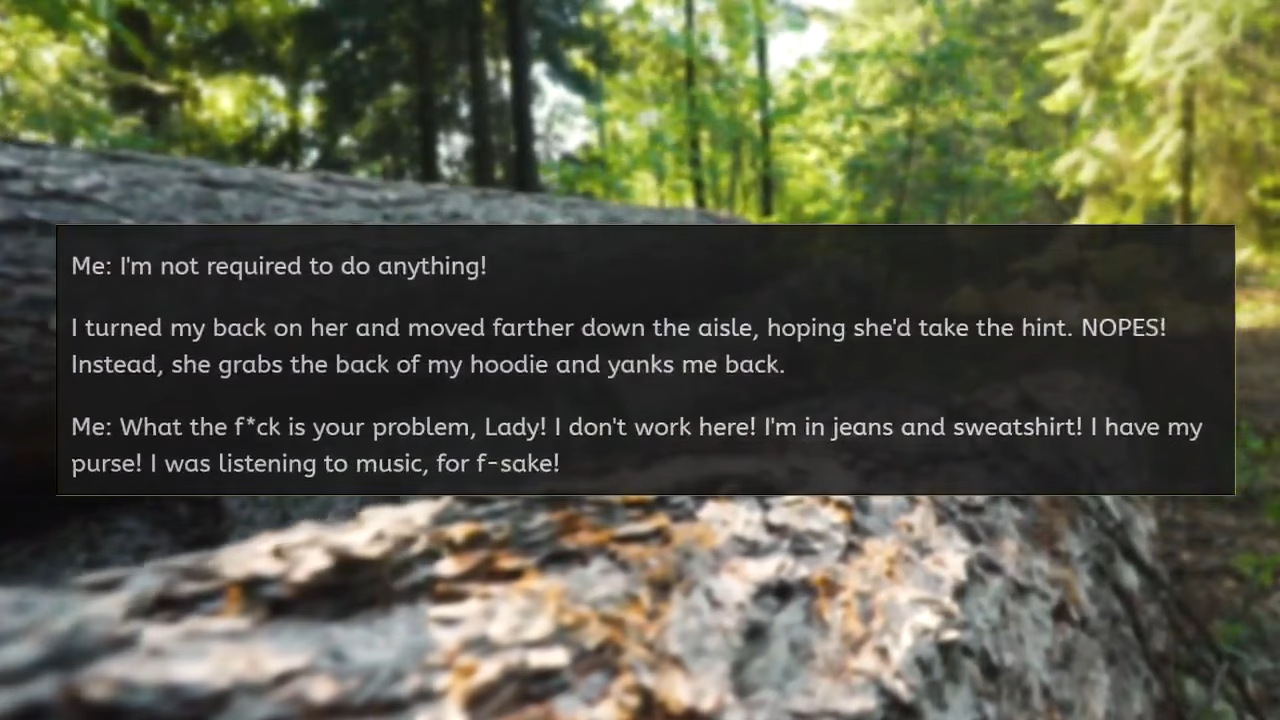 Me: I'm not required to do anything!
I turned my back on her and moved farther down the aisle, hoping she'd take the hint. NOPES!
Instead, she grabs the back of my hoodie and yanks me back.
Me: What the f*ck is your problem, Lady! I don't work here! I'm in jeans and sweatshirt! I have my
purse! I was listening to music, for f-sake!